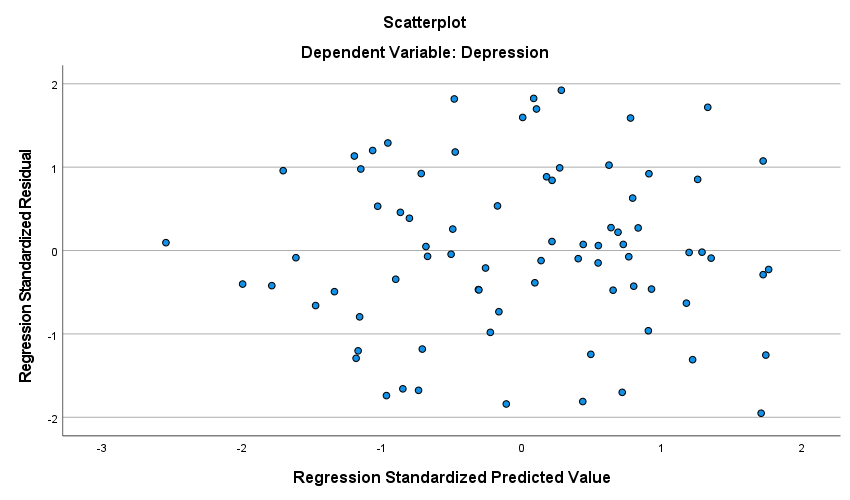 Scatterplot
Dependent Variable: Depression
Regression Standardized Residual
2
1
0
-1
-2
-3
-2
-1
0
1
2
Regression Standardized Predicted Value